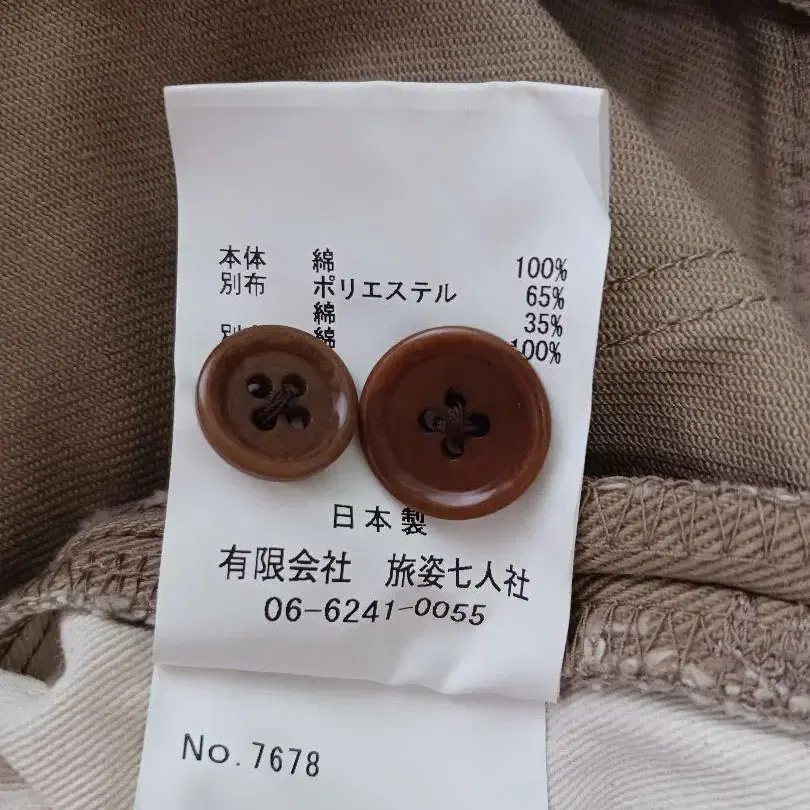 本体 綿 100%
別布 ポリエステル 65%
綿 35%
綿 100%
日本製
有限会社 旅姿七人社
06-6241-0055
No.7678